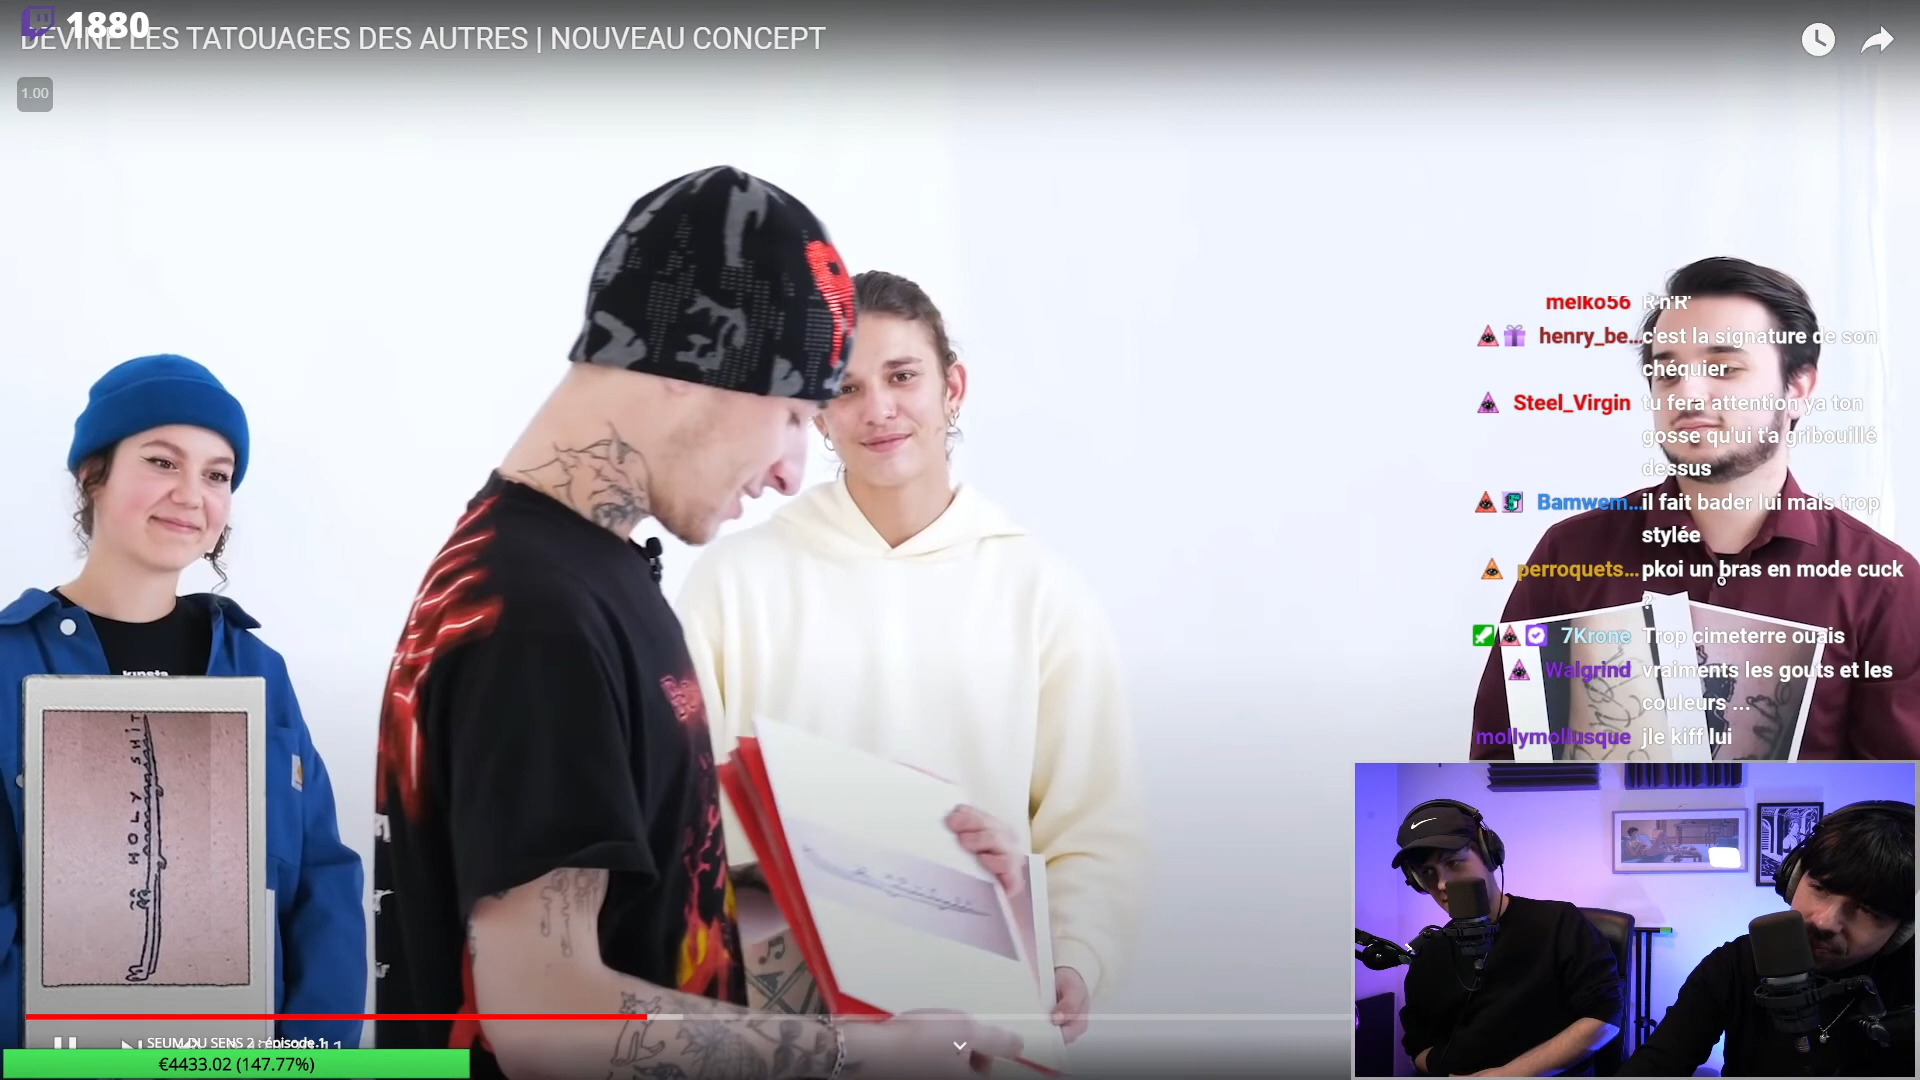 1880
DEVINE LES TATOUAGES DES AUTRES | NOUVEAU CONCEPT
1.00
melko56 R'n'R'
henry_be... c'est la signature de son
chéquier
Steel_Virgin tu fera attention ya ton
gosse qu'ui t'a gribouillé
dessus
Bamwem... il fait bader lui mais trop
stylée
perroquets... pkoi un bras en mode cuck
?
7Krone Trop cimeterre ouais
Walgrind vraiments les gouts et les
couleurs ...
mollymollusque jle kiff lui
HOLY SHIT
SEUM DU SENS 2 : épisode 1
€4433.02 (147.77%)